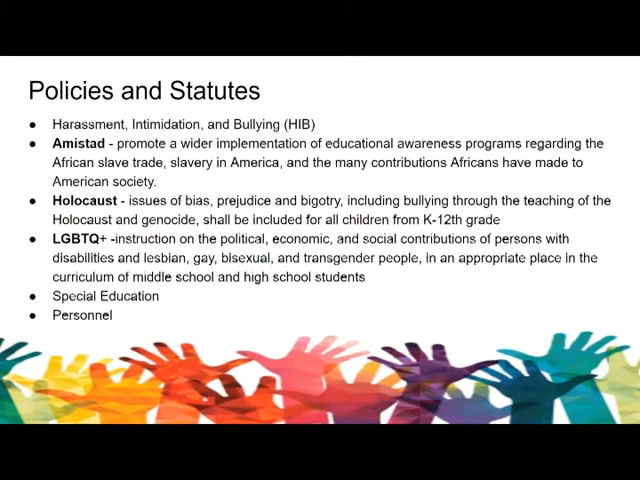 Policies and Statutes
● Harassment, Intimidation, and Bullying (HIB)
● Amistad - promote a wider implementation of educational awareness programs regarding the
African slave trade, slavery in America, and the many contributions Africans have made to
American society.
● Holocaust - issues of bias, prejudice and bigotry, including bullying through the teaching of the
Holocaust and genocide, shall be included for all children from K-12th grade
● LGBTQ+ -instruction on the political, economic, and social contributions of persons with
disabilities and lesbian, gay, bisexual, and transgender people, in an appropriate place in the
curriculum of middle school and high school students
● Special Education
● Personnel